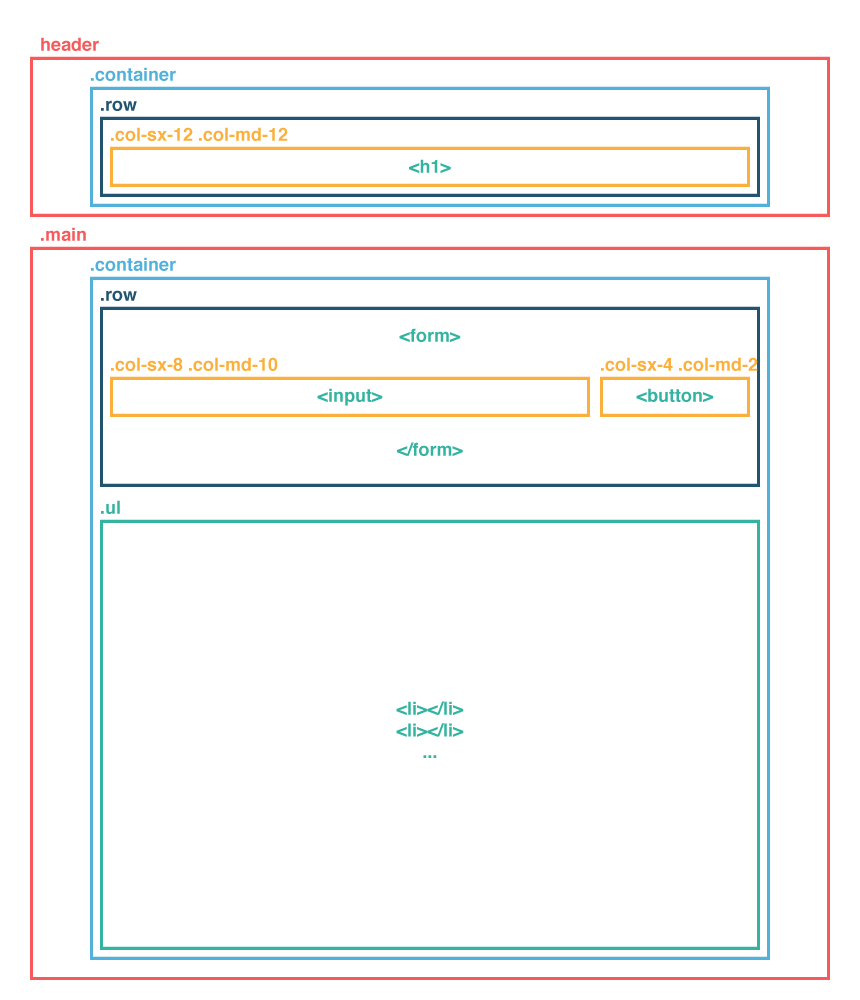 header
.container
.row
.col-sx-12 .col-md-12
<h1>
.main
.container
.row
<form>
.col-sx-8 .col-md-10
.col-sx-4 .col-md-2
<input>
<button>
</form>
.ul
<li></li>
<li></li>
...